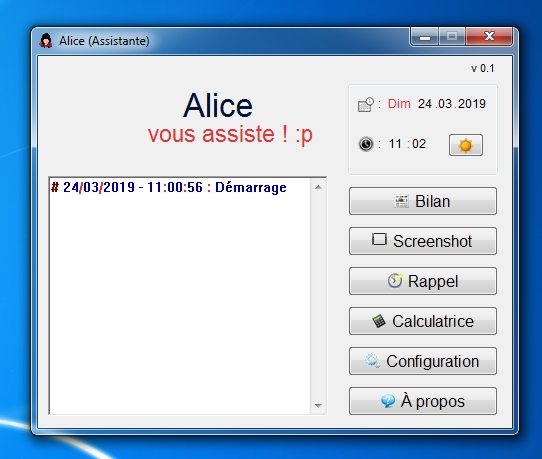 Alice (Assistante)
v 0.1
Alice
vous assiste ! :p
: Dim 24.03.2019
: 11 : 02
# 24/03/2019 - 11:00:56 : Démarrage
Bilan
Screenshot
Rappel
Calculatrice
Configuration
À propos